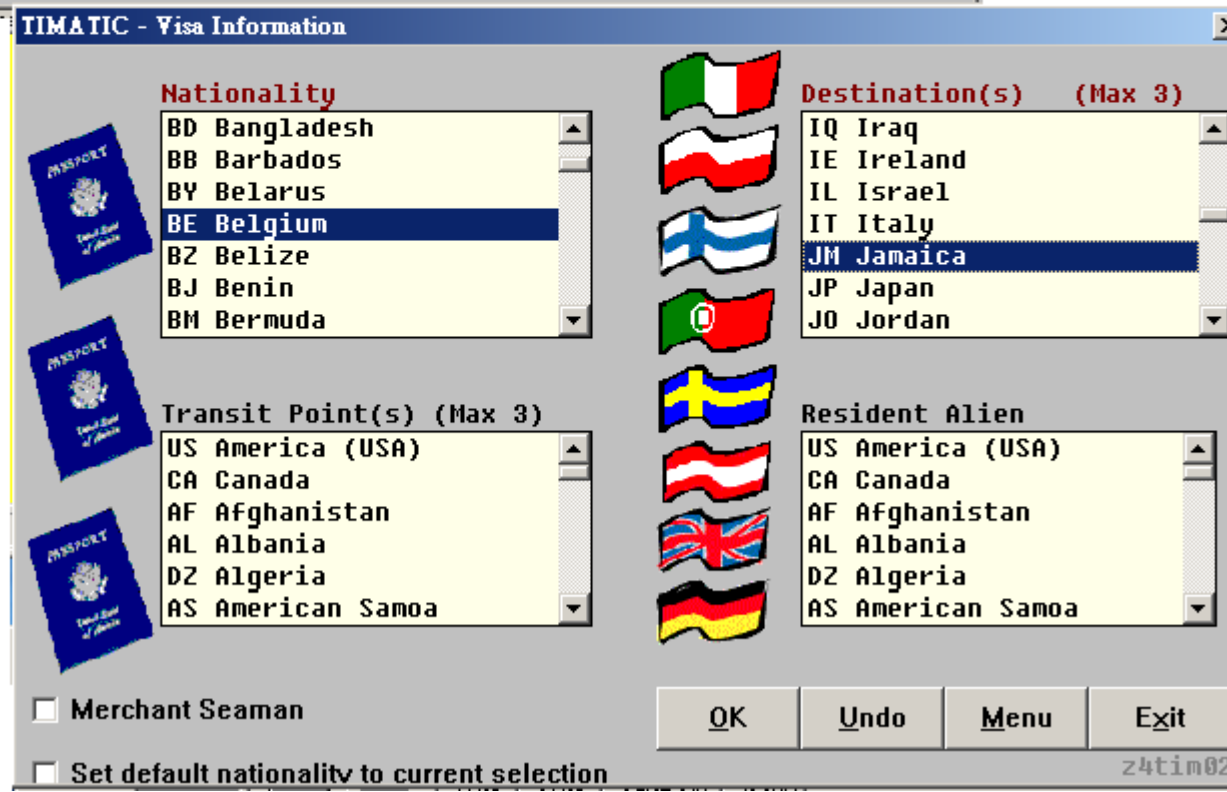 TIMATIC - Visa Information
Nationality
BD Bangladesh
BB Barbados
BY Belarus
BE Belgium
BZ Belize
BJ Benin
BM Bermuda
Destination(s) (Max 3)
IQ Iraq
IE Ireland
IL Israel
IT Italy
JM Jamaica
JP Japan
JO Jordan
PASSPORT
PASSPORT
PASSPORT
Transit Point(s) (Max 3)
US America (USA)
CA Canada
AF Afghanistan
AL Albania
DZ Algeria
AS American Samoa
Resident Alien
US America (USA)
CA Canada
AF Afghanistan
AL Albania
DZ Algeria
AS American Samoa
Merchant Seaman
OK Undo Menu Exit
Set default nationality to current selection
z4tim02